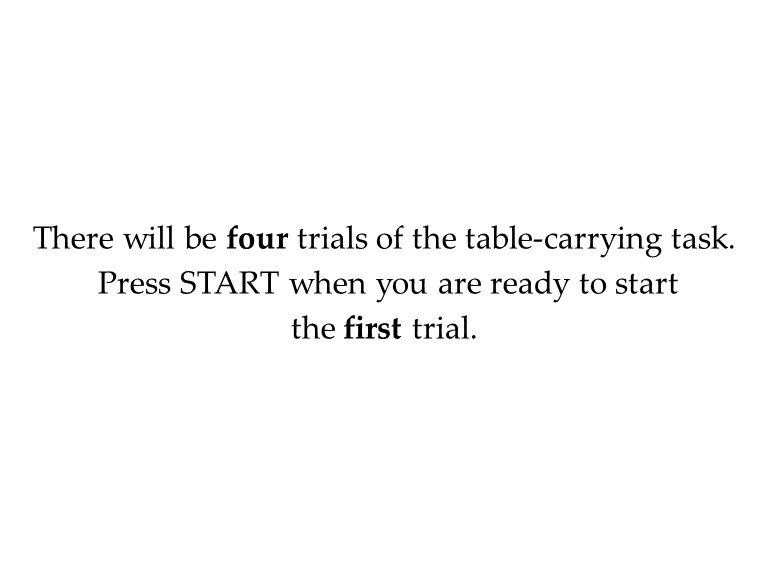 There will be four trials of the table-carrying task.
Press START when you are ready to start
the first trial.